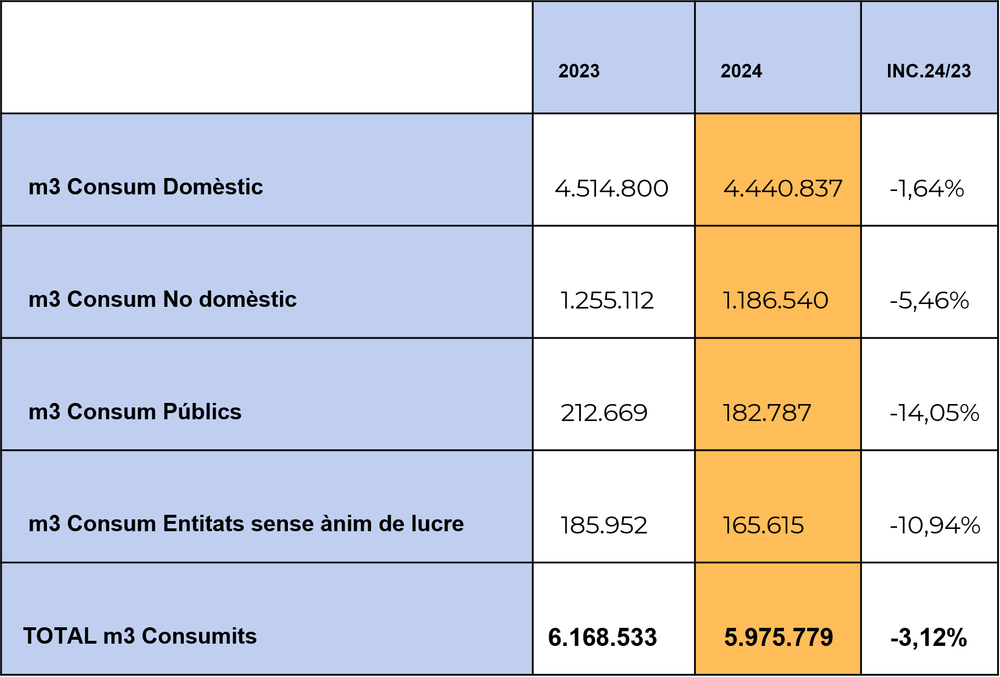 2023 2024 INC.24/23
m3 Consum Domèstic 4.514.800 4.440.837 -1,64%
m3 Consum No domèstic 1.255.112 1.186.540 -5,46%
m3 Consum Públics 212.669 182.787 -14,05%
m3 Consum Entitats sense ànim de lucre 185.952 165.615 -10,94%
TOTAL m3 Consumits 6.168.533 5.975.779 -3,12%